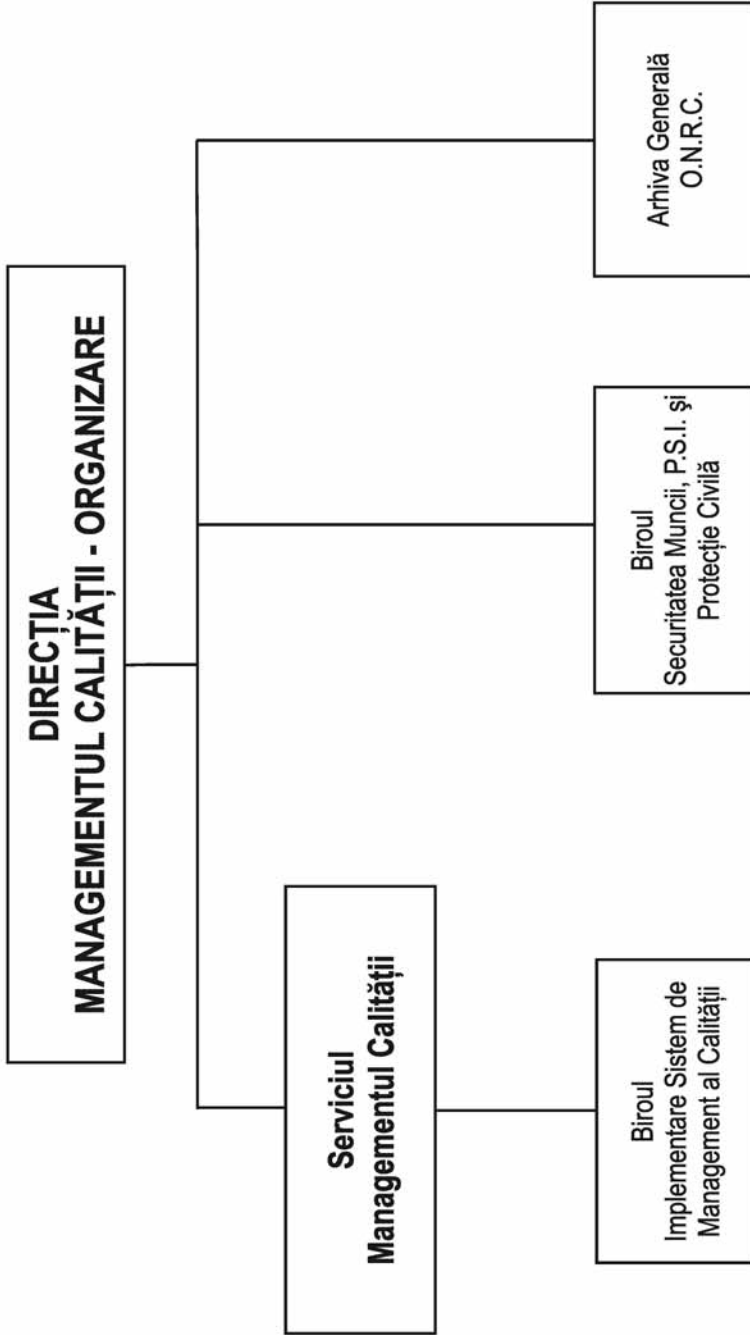 DIRECȚIA
MANAGEMENTUL CALITĂȚII - ORGANIZARE
Serviciul
Managementul Calității
Biroul
Implementare Sistem de
Management al Calității
Biroul
Securitatea Muncii, P.S.I. și
Protecție Civilă
Arhiva Generală
O.N.R.C.